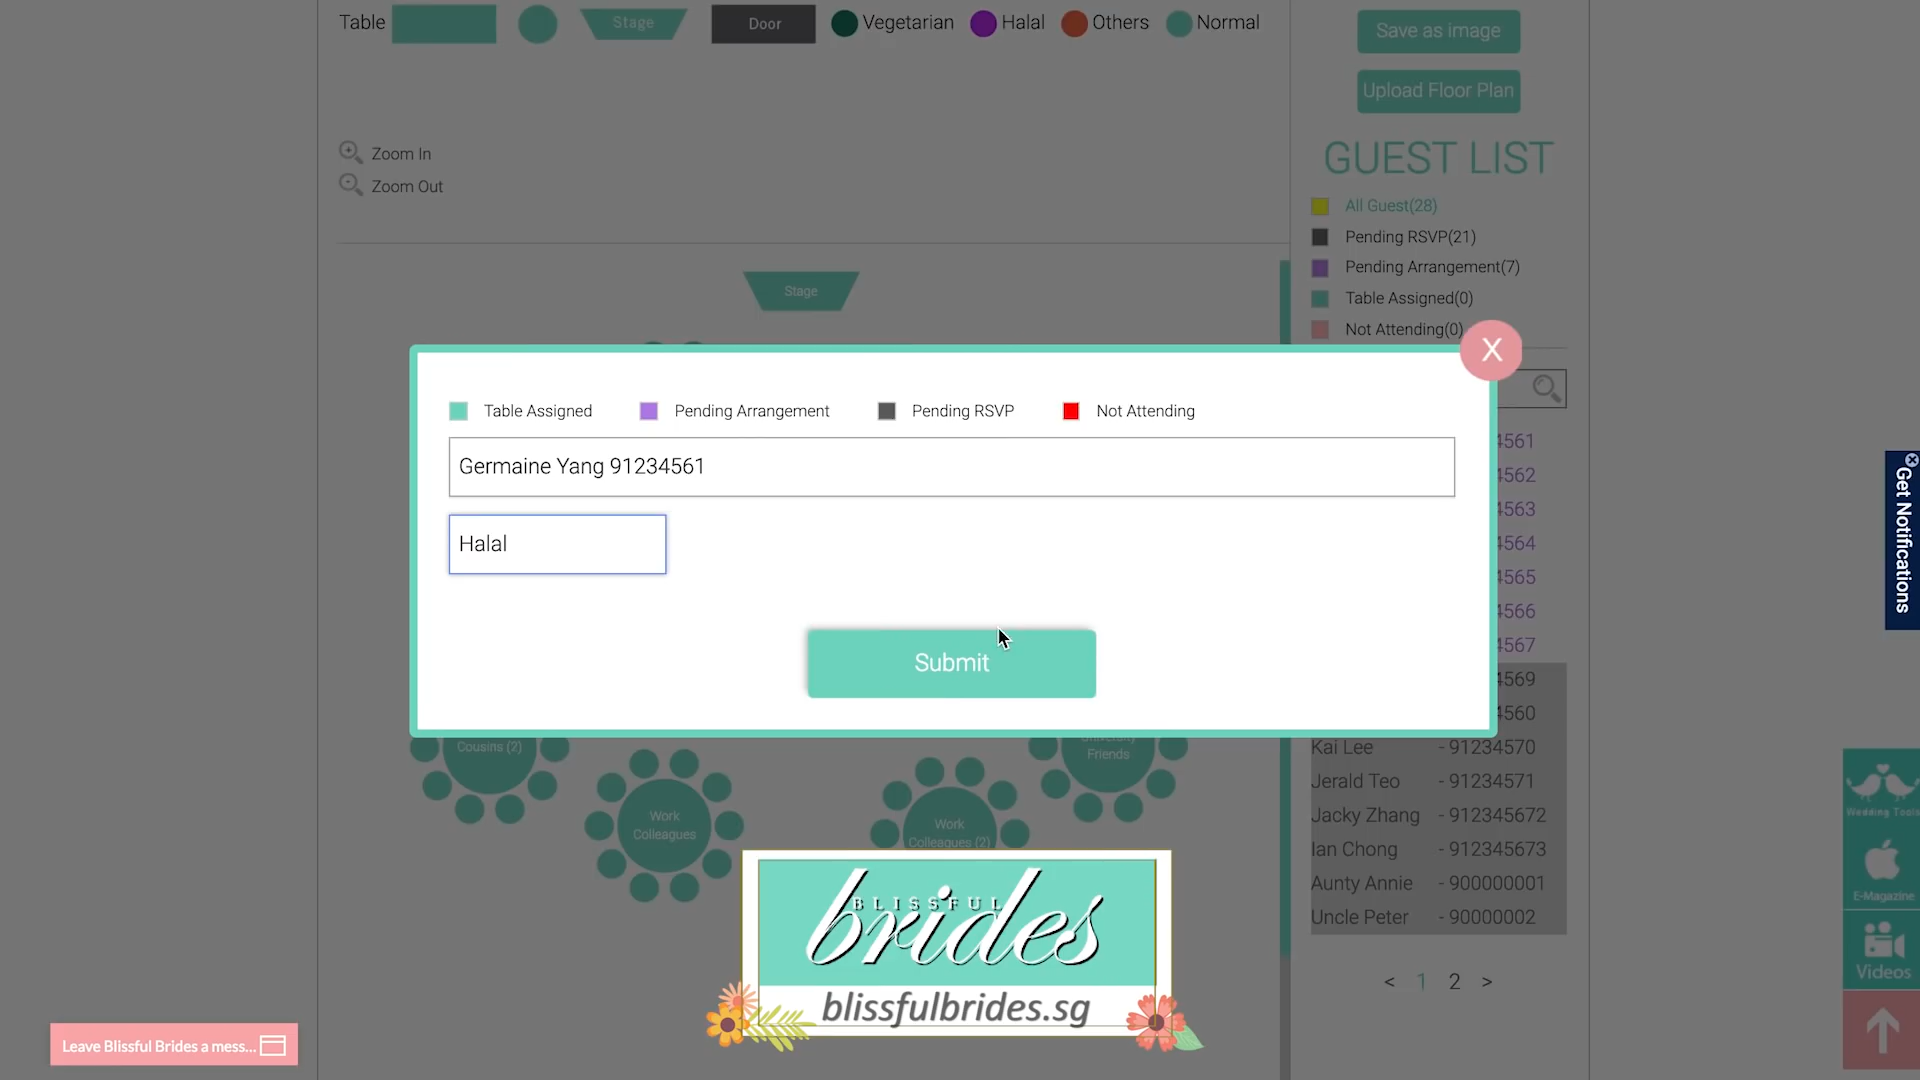 Table
Stage
Door
Vegetarian
Halal
Others
Normal
Save as image
Upload Floor Plan
Zoom In
Zoom Out
GUEST LIST
All Guest(28)
Pending RSVP(21)
Pending Arrangement(7)
Table Assigned(0)
Not Attending(0)
Stage
X
Table Assigned
Pending Arrangement
Pending RSVP
Not Attending
Germaine Yang 91234561
Halal
Submit
4561
4562
4563
4564
4565
4566
4567
4569
4560
Kai Lee - 91234570
Jerald Teo - 91234571
Jacky Zhang - 912345672
Ian Chong - 912345673
Aunty Annie - 900000001
Uncle Peter - 90000002
< 1 2 >
Cousins (2)
University
Friends
Work
Colleagues
Work
Colleagues (2)
BLISSFUL
brides
blissfulbrides.sg
Get Notifications
Wedding Tools
E-Magazine
Videos
Leave Blissful Brides a mess...